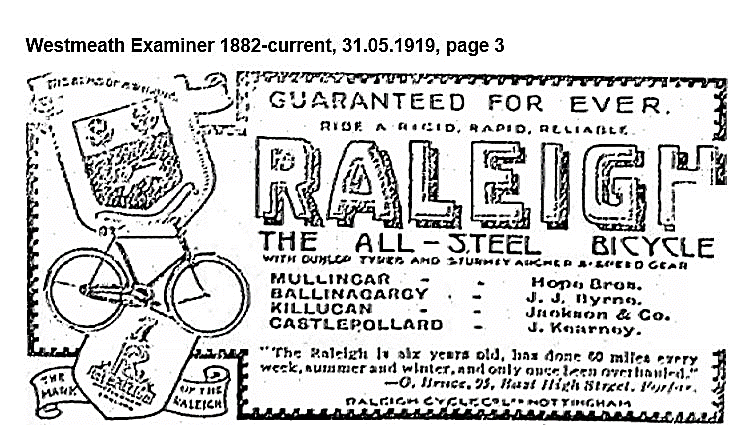 Westmeath Examiner 1882-current, 31.05.1919, page 3
GUARANTEED FOR EVER.
RIDE A RIGID, RAPID, RELIABLE
RALEIGH
THE ALL-STEEL BICYCLE
WITH DUNLOP TYRES AND STURMEY ARCHER 3-SPEED GEAR
MULLINGAR - - Hope Bros.
BALLINAGARGY - - J. J. Byrne.
KILLUCAN - - Jackson & Co.
CASTLEPOLLARD - J. Kearney.
"The Raleigh is six years old, has done 60 miles every
week, summer and winter, and only once been overhauled."
—O. Bruce, 95, East High Street, Forfar.
RALEIGH CYCLE CO. LTD NOTTINGHAM
THE
MARK
OF THE
RALEIGH